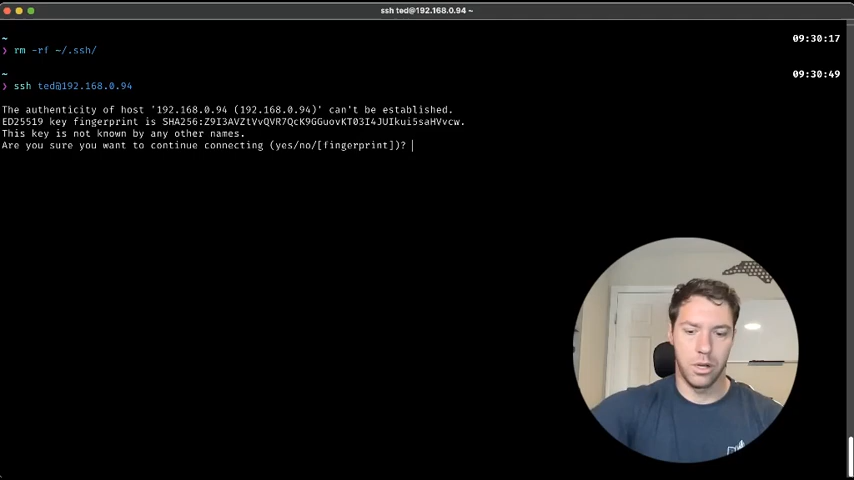 ssh ted@192.168.0.94 ~
~ 09:30:17
❯ rm -rf ~/.ssh/
~ 09:30:49
❯ ssh ted@192.168.0.94
The authenticity of host '192.168.0.94 (192.168.0.94)' can't be established.
ED25519 key fingerprint is SHA256:Z9I3AVZtVvQVR7QcK9GGuovKT03I4JUIkui5saHVvcw.
This key is not known by any other names.
Are you sure you want to continue connecting (yes/no/[fingerprint])?